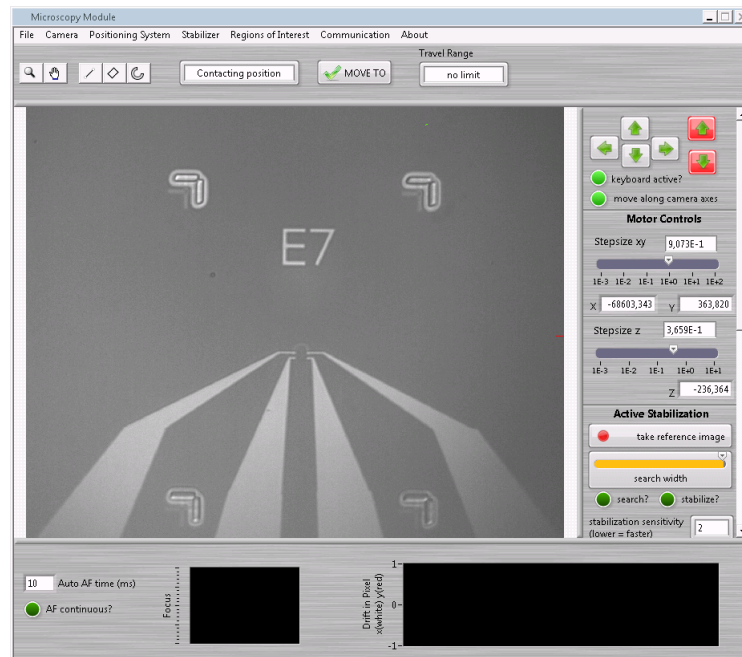 Microscopy Module
File Camera Positioning System Stabilizer Regions of Interest Communication About
Travel Range
Contacting position
MOVE TO
no limit
E7
keyboard active?
move along camera axes
Motor Controls
Stepsize xy 9,073E-1
1E-3 1E-2 1E-1 1E+0 1E+1 1E+2
X -68603,343 Y 363,820
Stepsize z 3,659E-1
1E-3 1E-2 1E-1 1E+0 1E+1
Z -236,364
Active Stabilization
take reference image
search width
search? stabilize?
stabilization sensitivity
(lower = faster) 2
10 Auto AF time (ms)
AF continuous?
Focus
Drift in Pixel
x(white) y(red)
1
0
-1